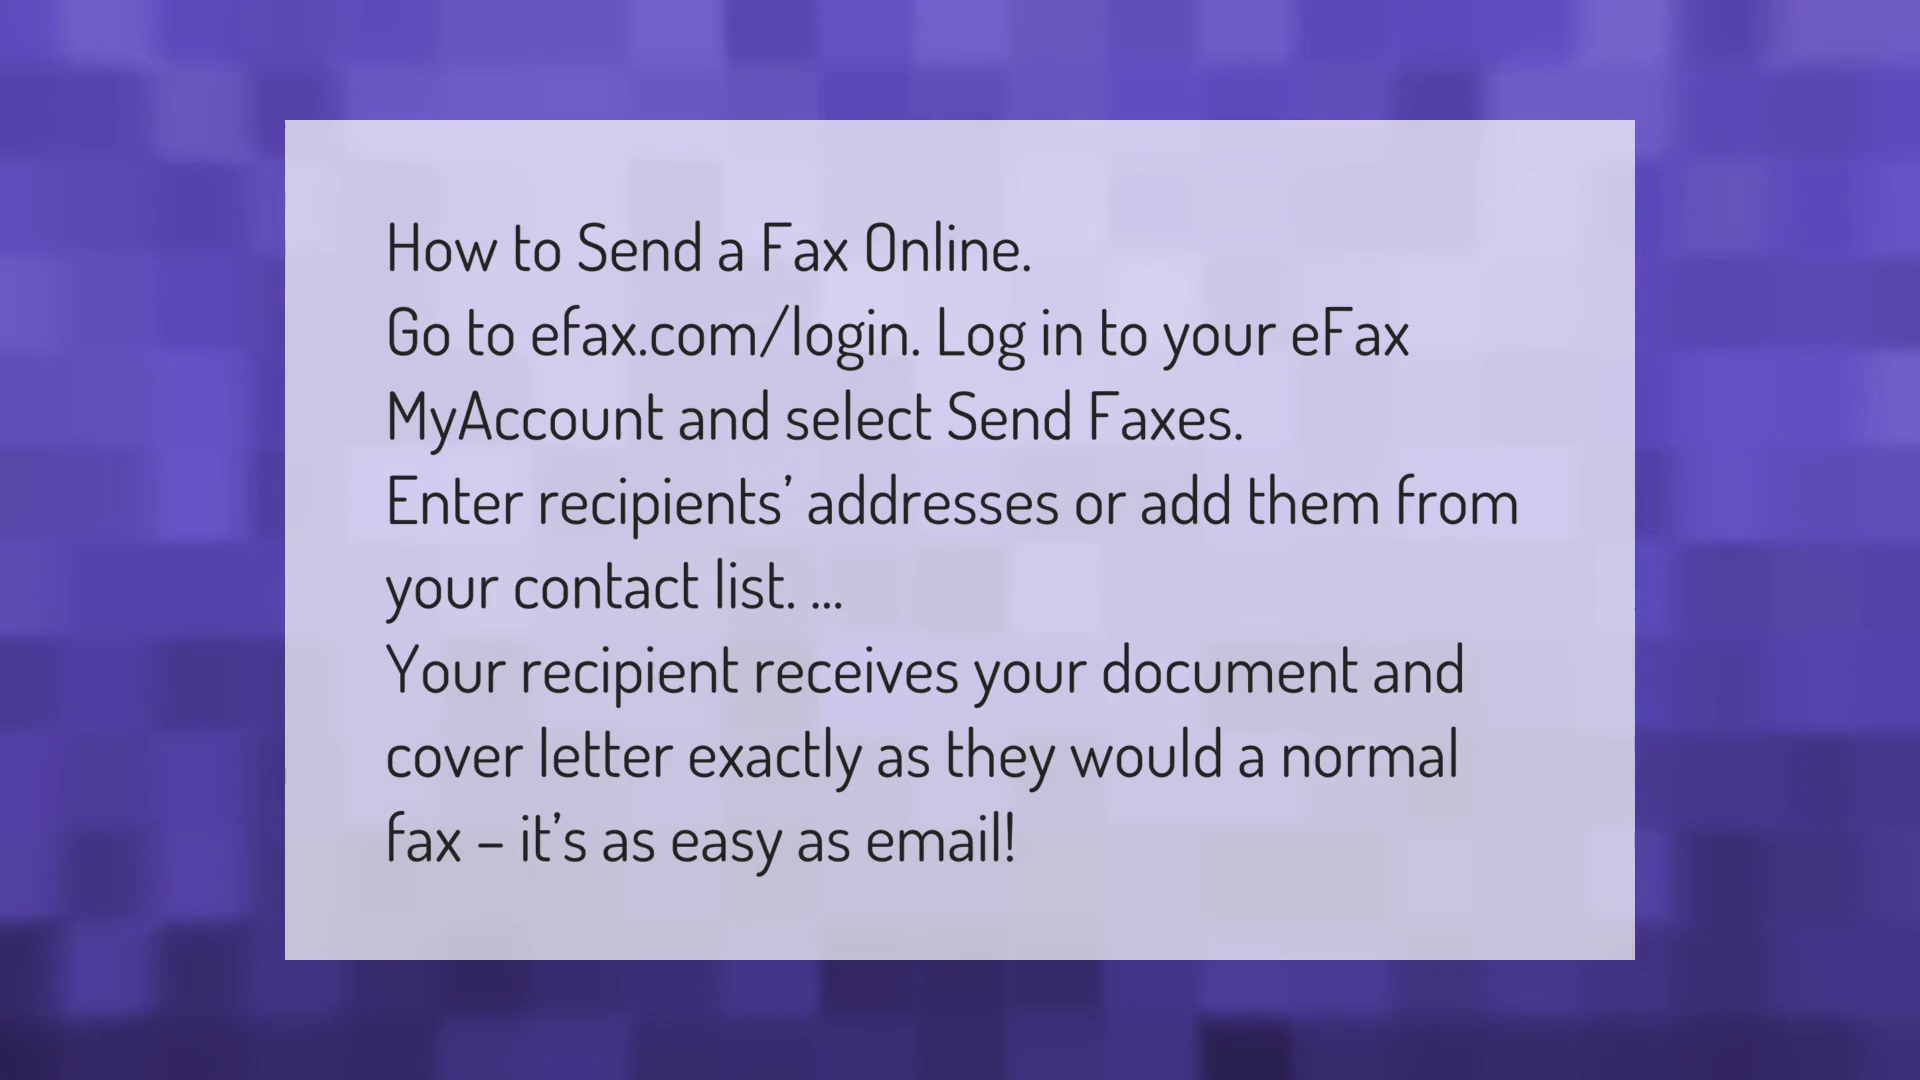 How to Send a Fax Online.
Go to efax.com/login. Log in to your eFax
MyAccount and select Send Faxes.
Enter recipients’ addresses or add them from
your contact list. ...
Your recipient receives your document and
cover letter exactly as they would a normal
fax – it’s as easy as email!